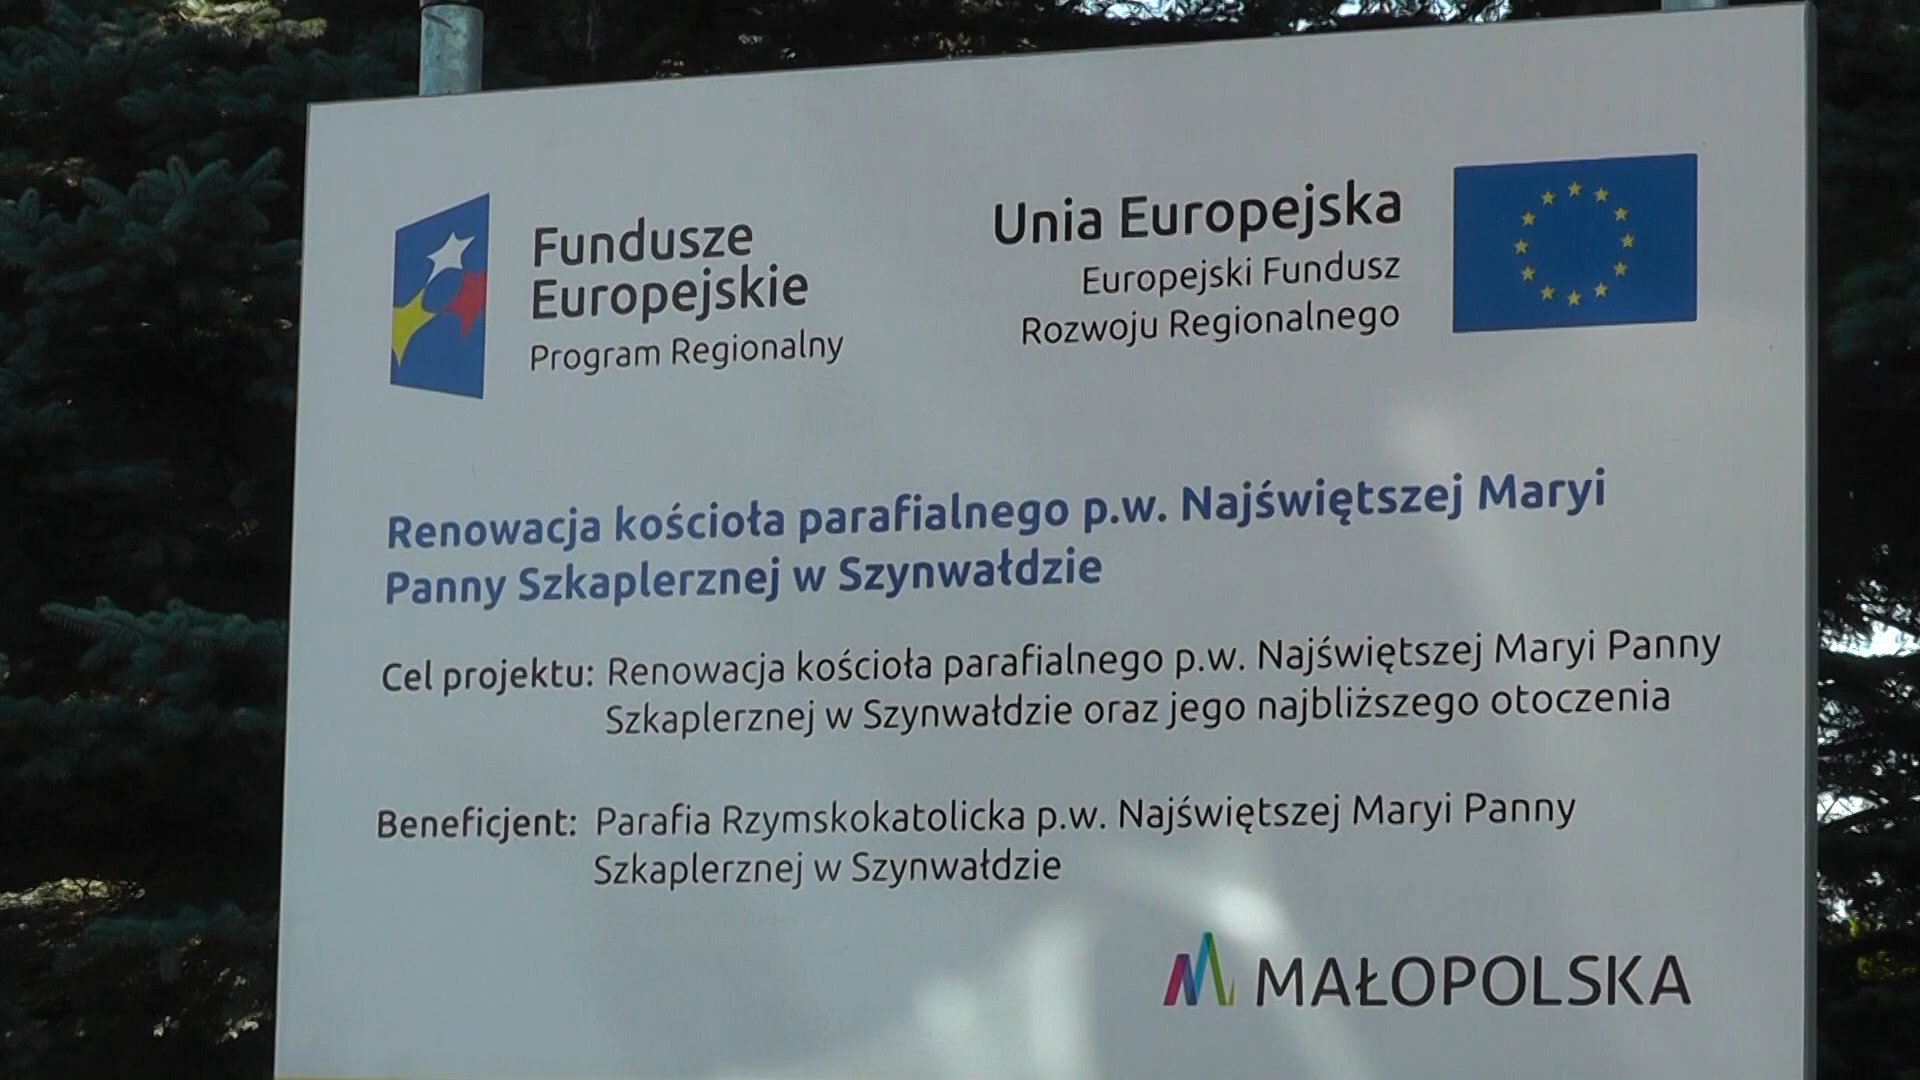 Fundusze
Europejskie
Program Regionalny
Unia Europejska
Europejski Fundusz
Rozwoju Regionalnego
Renowacja kościoła parafialnego p.w. Najświętszej Maryi
Panny Szkaplerznej w Szynwałdzie
Cel projektu: Renowacja kościoła parafialnego p.w. Najświętszej Maryi Panny
Szkaplerznej w Szynwałdzie oraz jego najbliższego otoczenia
Beneficjent: Parafia Rzymskokatolicka p.w. Najświętszej Maryi Panny
Szkaplerznej w Szynwałdzie
MAŁOPOLSKA